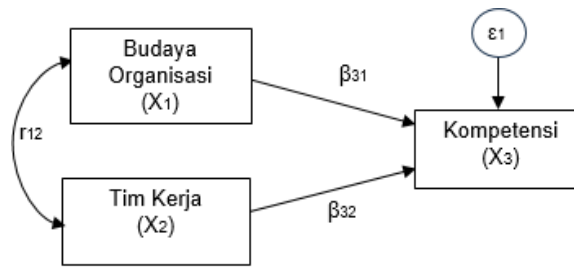 Budaya
Organisasi
(X1)
ε1
β31
r12
Kompetensi
(X3)
Tim Kerja
(X2)
β32